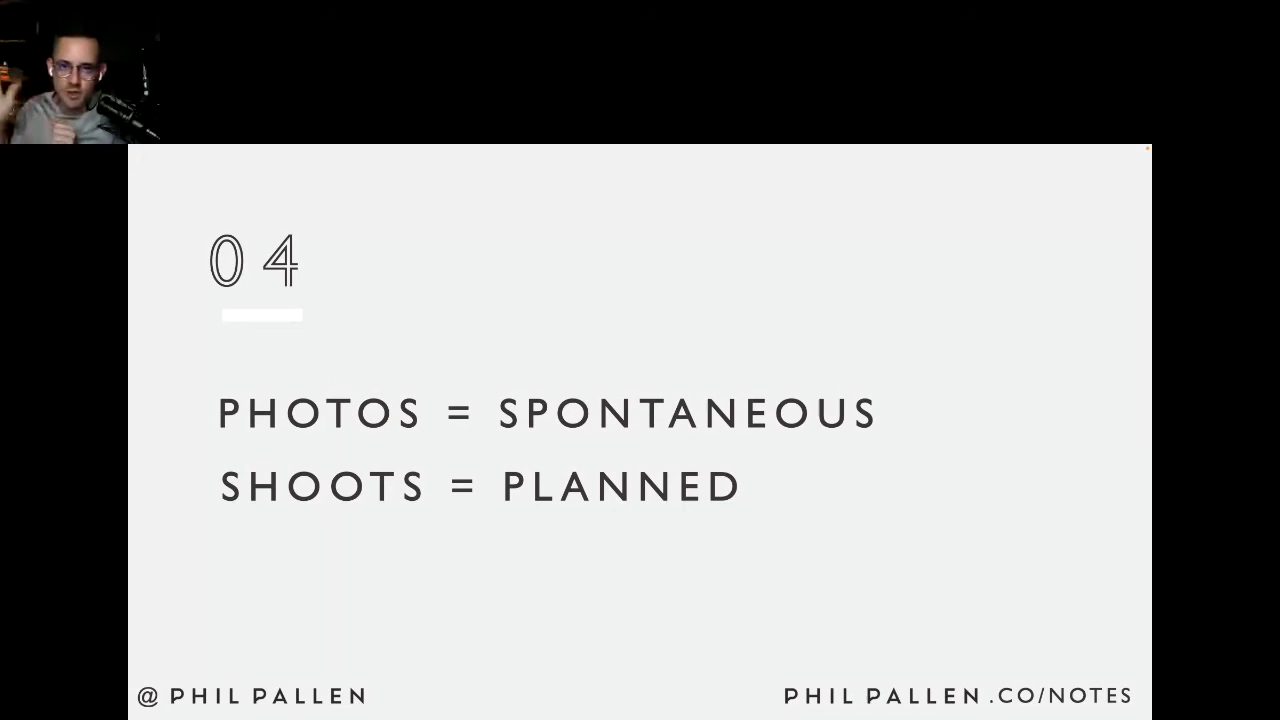 04
PHOTOS = SPONTANEOUS
SHOOTS = PLANNED
@PHIL PALLEN
PHIL PALLEN.CO/NOTES